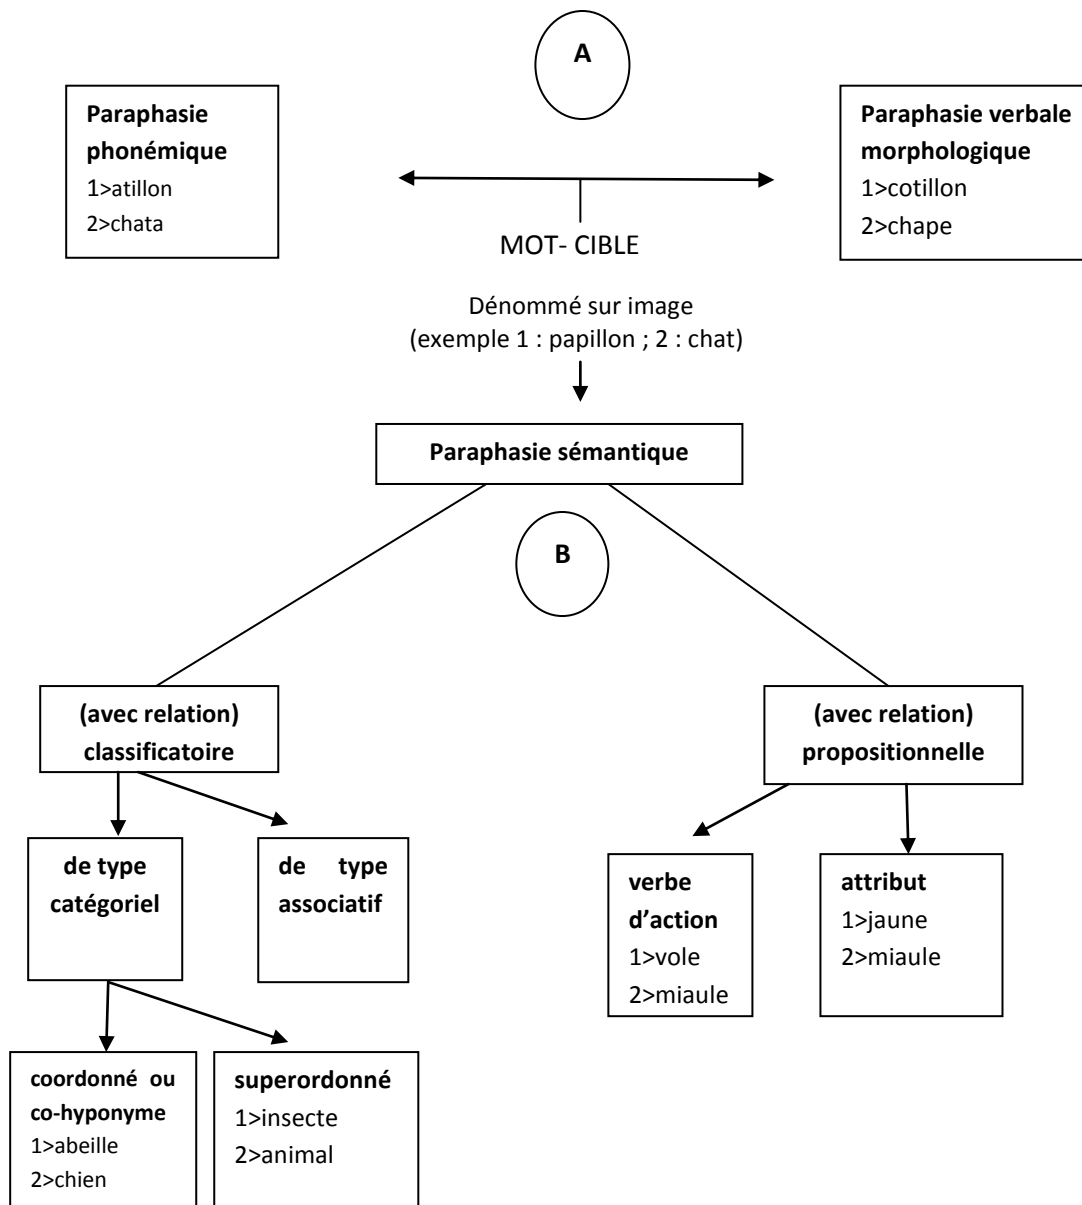 A
Paraphasie
phonémique
1>atillon
2>chata
Paraphasie verbale
morphologique
1>cotillon
2>chape
MOT- CIBLE
Dénommé sur image
(exemple 1 : papillon ; 2 : chat)
Paraphasie sémantique
B
(avec relation)
classificatoire
(avec relation)
propositionnelle
de type
catégoriel
de type
associatif
verbe
d’action
1>vole
2>miaule
attribut
1>jaune
2>miaule
coordonné ou
co-hyponyme
1>abeille
2>chien
superordonné
1>insecte
2>animal